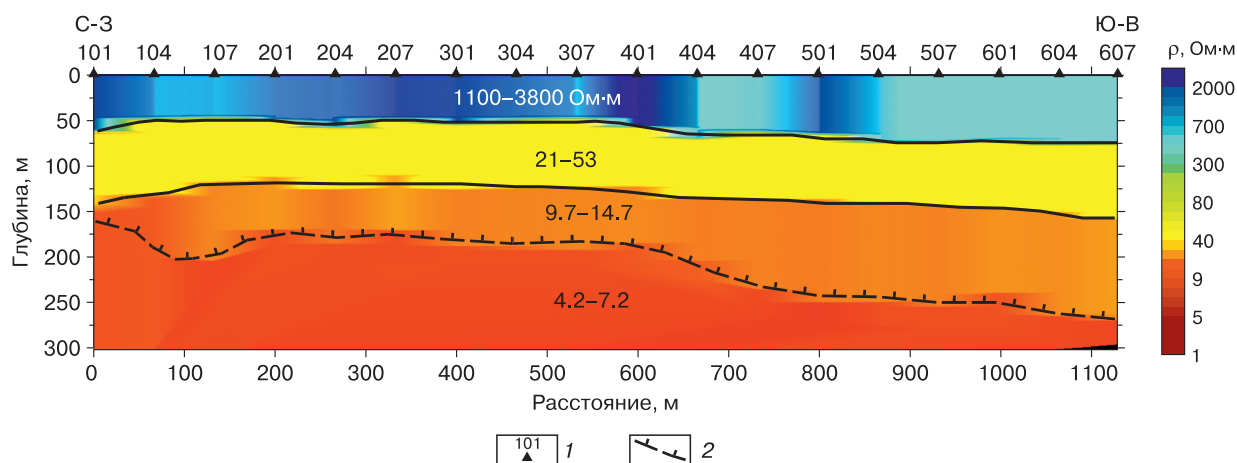 С-З Ю-В
101 104 107 201 204 207 301 304 307 401 404 407 501 504 507 601 604 607 ρ, Ом·м
0 2000
1100–3800 Ом·м
50 700
100 21–53 300
150 9.7–14.7 80
200 40
250 4.2–7.2 9
300 5
1
Глубина, м
0 100 200 300 400 500 600 700 800 900 1000 1100
Расстояние, м
101 1 2